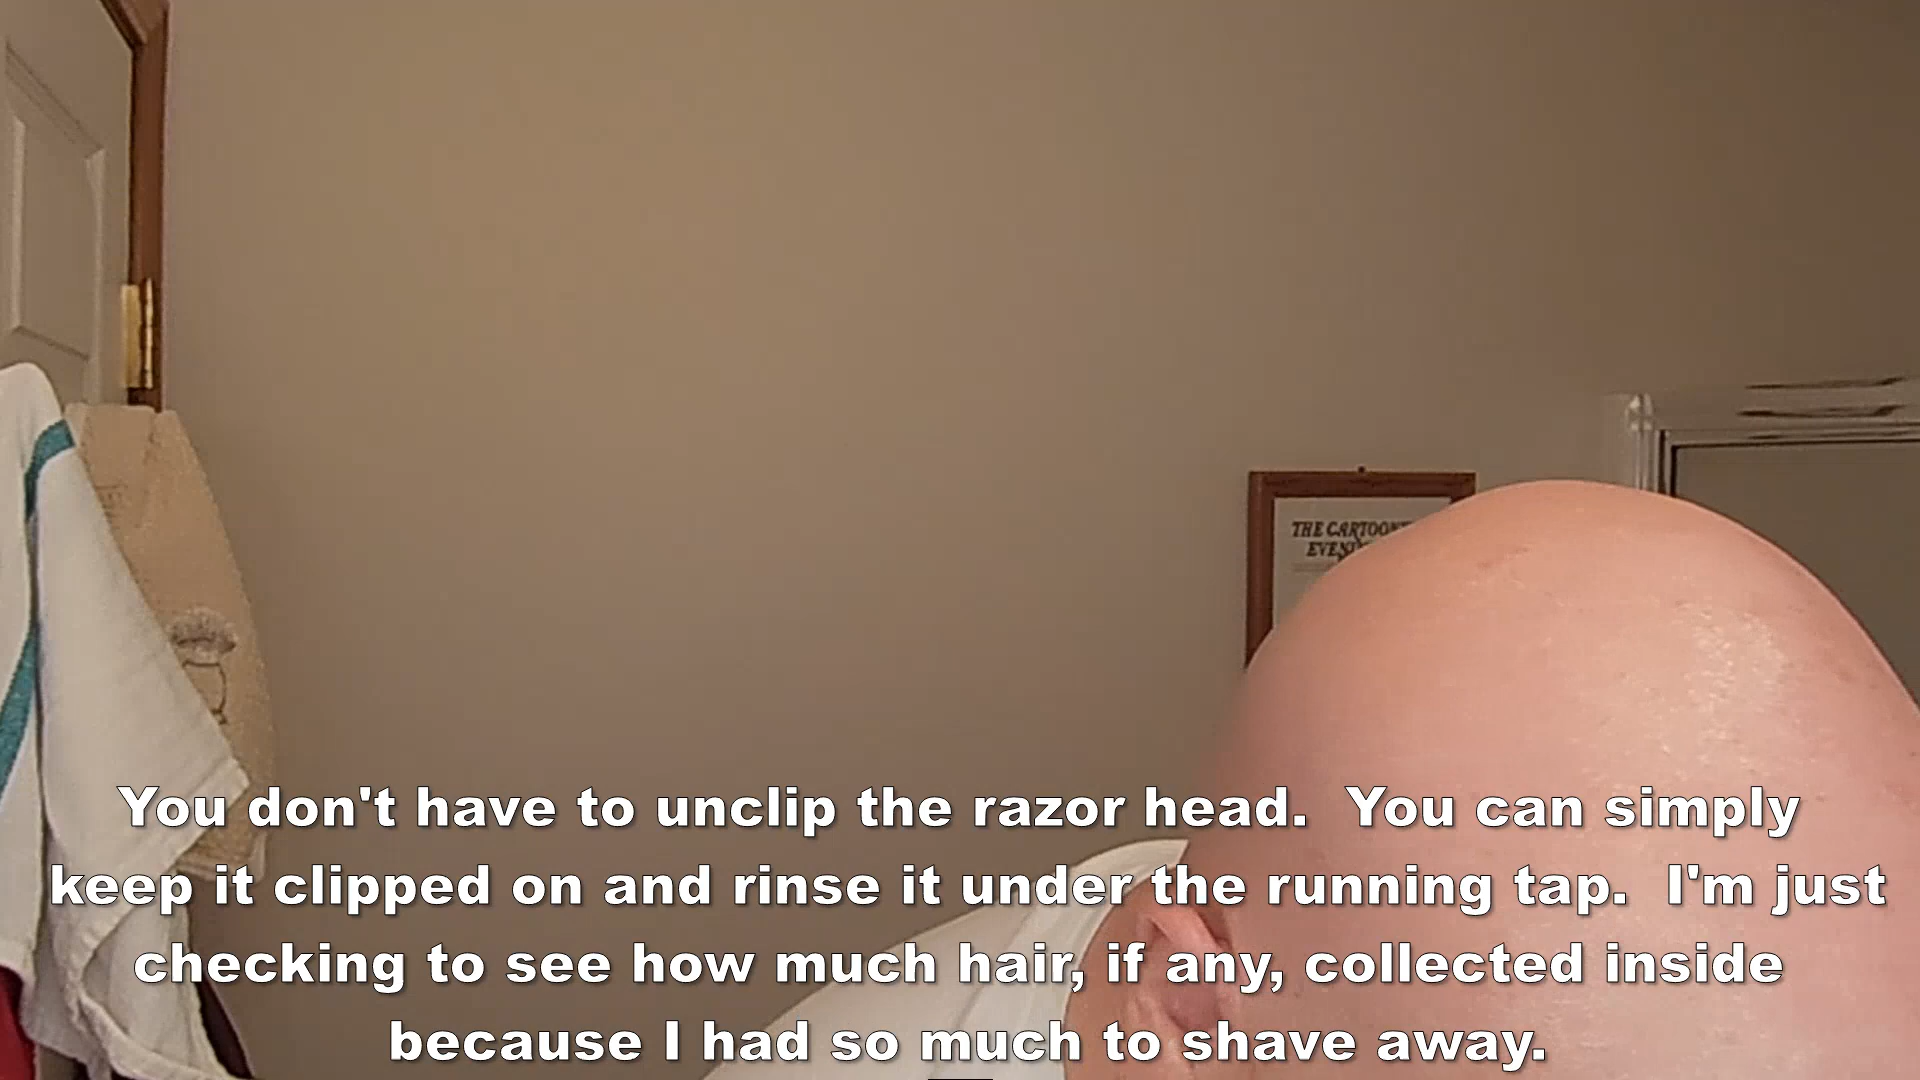 THE CARTOON
You don't have to unclip the razor head. You can simply
keep it clipped on and rinse it under the running tap. I'm just
checking to see how much hair, if any, collected inside
because I had so much to shave away.